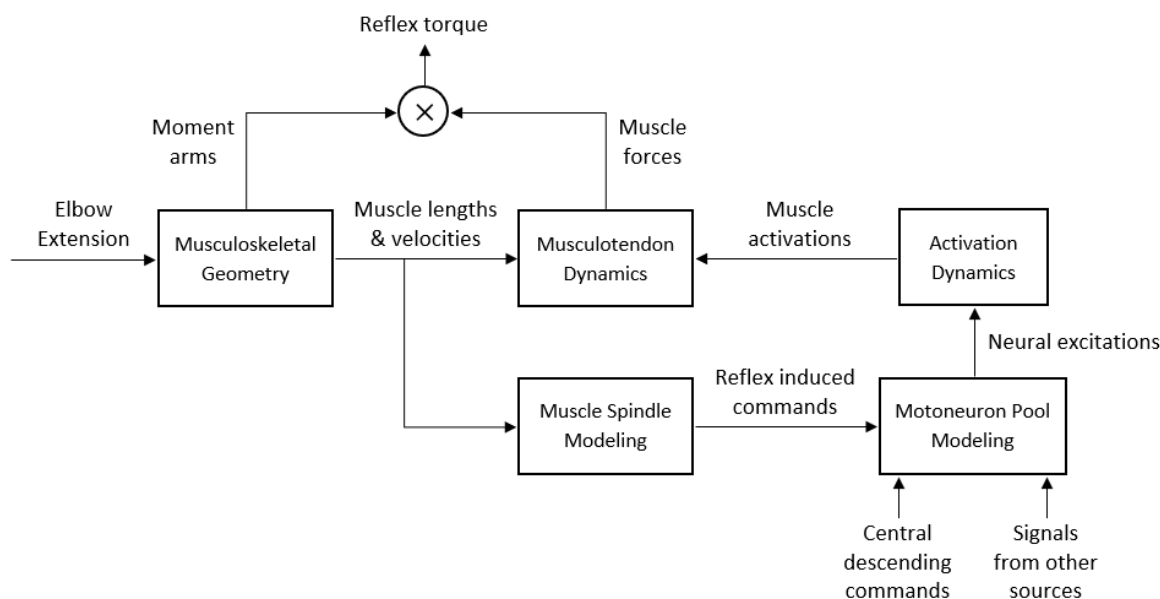 Reflex torque
Moment
arms
Muscle
forces
Elbow
Extension
Musculoskeletal
Geometry
Muscle lengths
& velocities
Musculotendon
Dynamics
Muscle
activations
Activation
Dynamics
Neural excitations
Muscle Spindle
Modeling
Reflex induced
commands
Motoneuron Pool
Modeling
Central
descending
commands
Signals
from other
sources